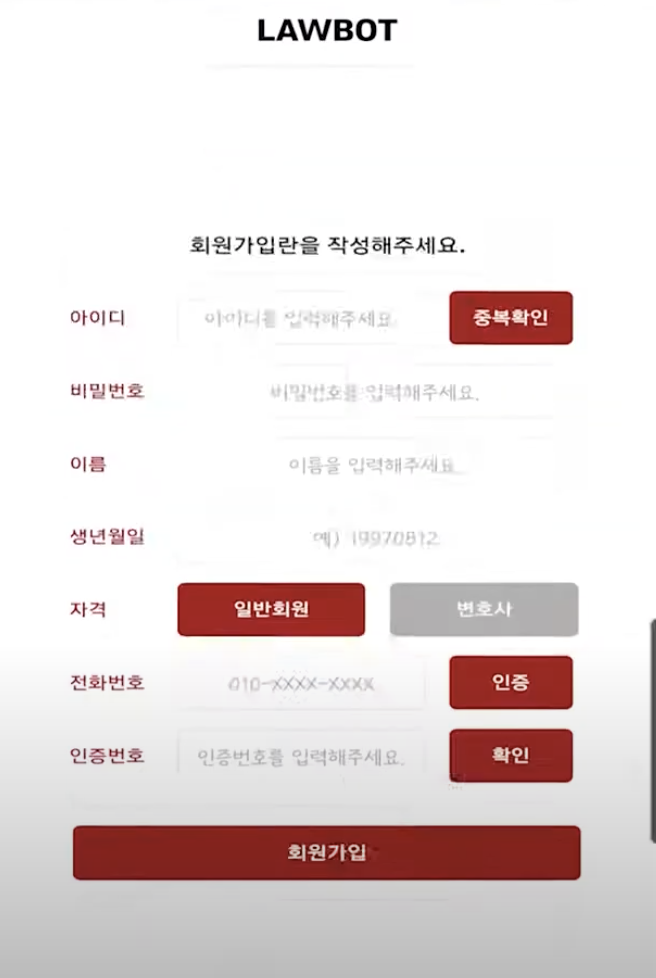 LAWBOT
회원가입란을 작성해주세요.
아이디 아이디를 입력해주세요. 중복확인
비밀번호 비밀번호를 입력해주세요.
이름 이름을 입력해주세요.
생년월일 예) 19970812
자격 일반회원 변호사
전화번호 010-XXXX-XXXX 인증
인증번호 인증번호를 입력해주세요. 확인
회원가입